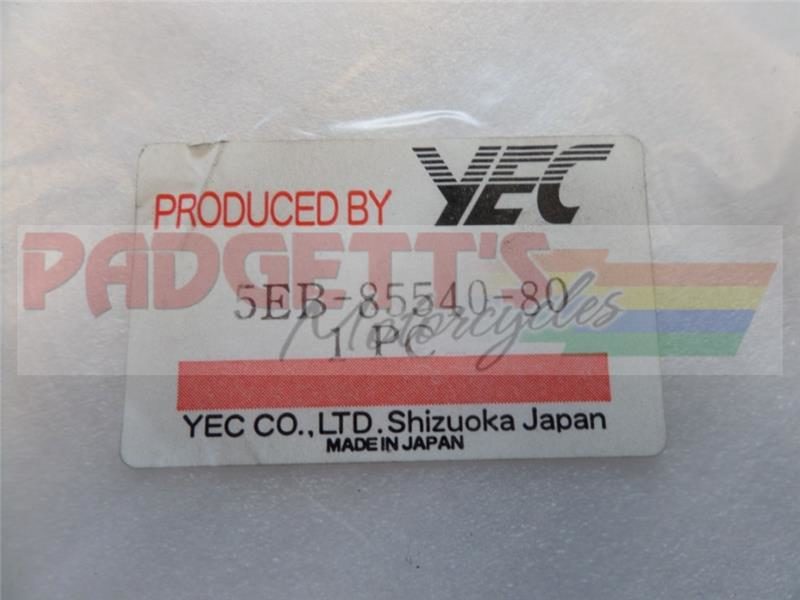 PRODUCED BY YEC
PADGETT'S
5EB-85540-80
Motorcycles
1 PC
YEC CO.,LTD.Shizuoka Japan
MADE IN JAPAN